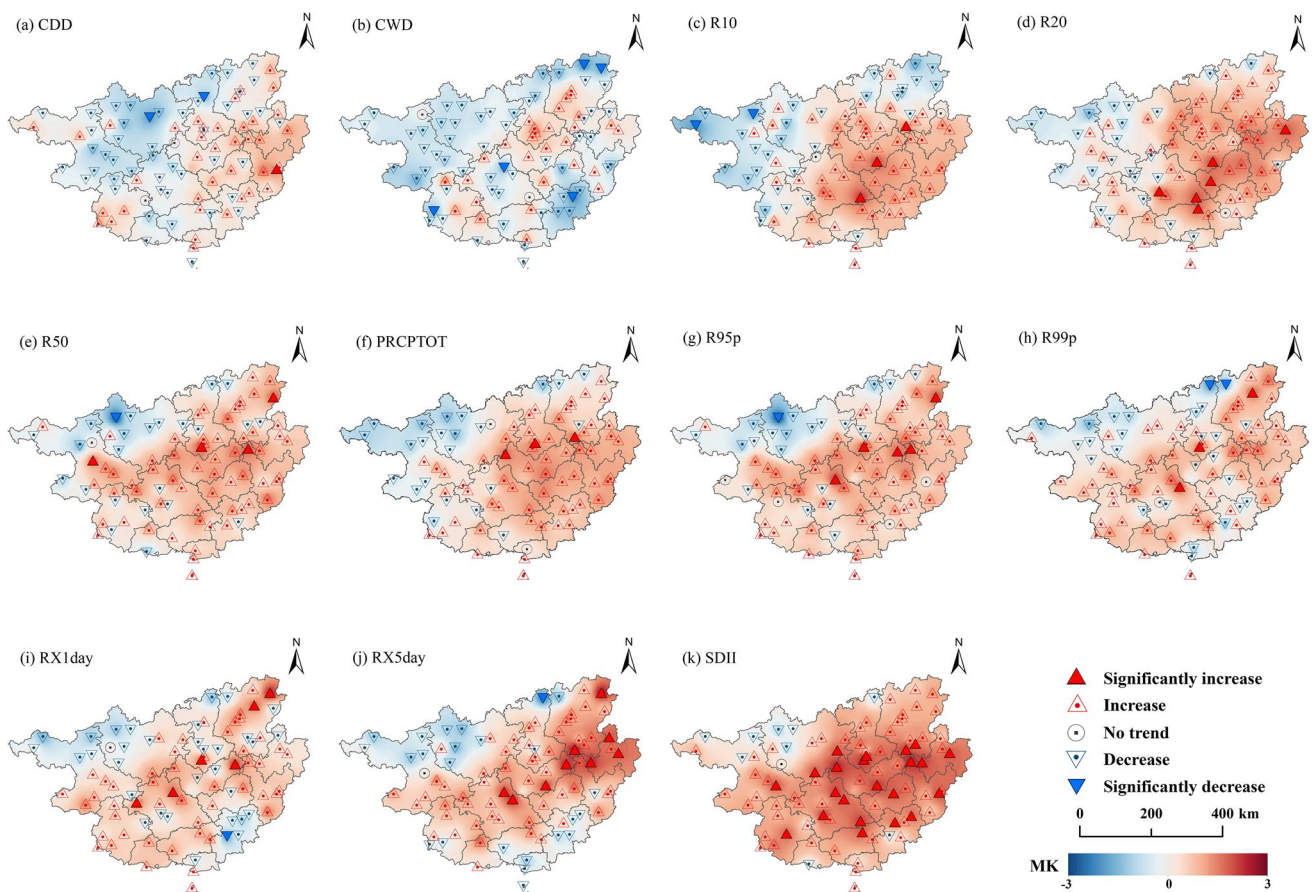 (a) CDD
N
(b) CWD
N
(c) R10
N
(d) R20
N
(e) R50
N
(f) PRCPTOT
N
(g) R95p
N
(h) R99p
N
(i) RX1day
N
(j) RX5day
N
(k) SDII
N
Significantly increase
Increase
No trend
Decrease
Significantly decrease
0 200 400 km
MK
-3 0 3